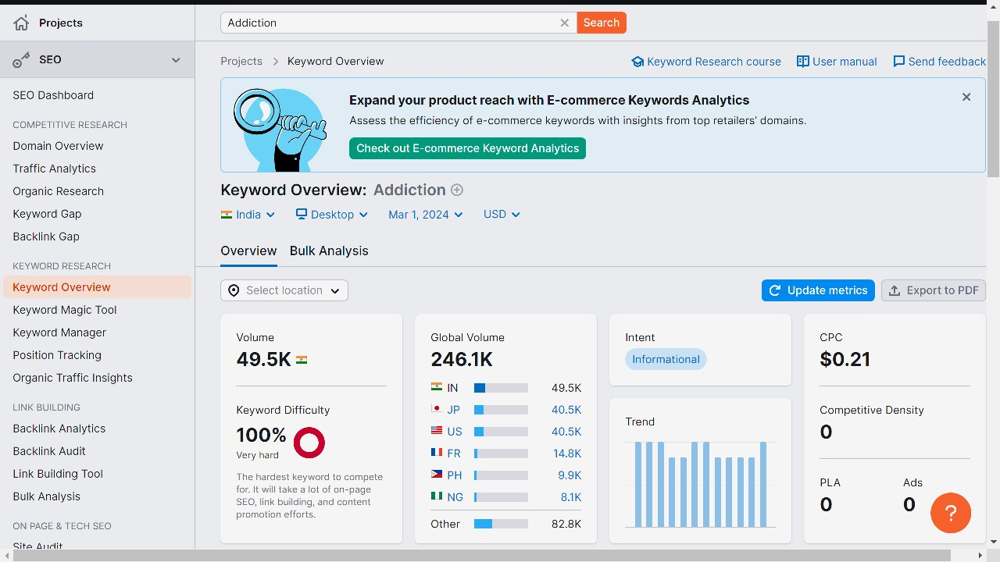 Projects
SEO
SEO Dashboard
COMPETITIVE RESEARCH
Domain Overview
Traffic Analytics
Organic Research
Keyword Gap
Backlink Gap
KEYWORD RESEARCH
Keyword Overview
Keyword Magic Tool
Keyword Manager
Position Tracking
Organic Traffic Insights
LINK BUILDING
Backlink Analytics
Backlink Audit
Link Building Tool
Bulk Analysis
ON PAGE & TECH SEO
Site Audit
Addiction
Search
Projects > Keyword Overview
Keyword Research course
User manual
Send feedback
Expand your product reach with E-commerce Keywords Analytics
Assess the efficiency of e-commerce keywords with insights from top retailers' domains.
Check out E-commerce Keyword Analytics
Keyword Overview: Addiction
India
Desktop
Mar 1, 2024
USD
Overview
Bulk Analysis
Select location
Update metrics
Export to PDF
Volume
49.5K
Keyword Difficulty
100%
Very hard
The hardest keyword to compete
for. It will take a lot of on-page
SEO, link building, and content
promotion efforts.
Global Volume
246.1K
IN 49.5K
JP 40.5K
US 40.5K
FR 14.8K
PH 9.9K
NG 8.1K
Other 82.8K
Intent
Informational
Trend
CPC
$0.21
Competitive Density
0
PLA
0
Ads
0
?